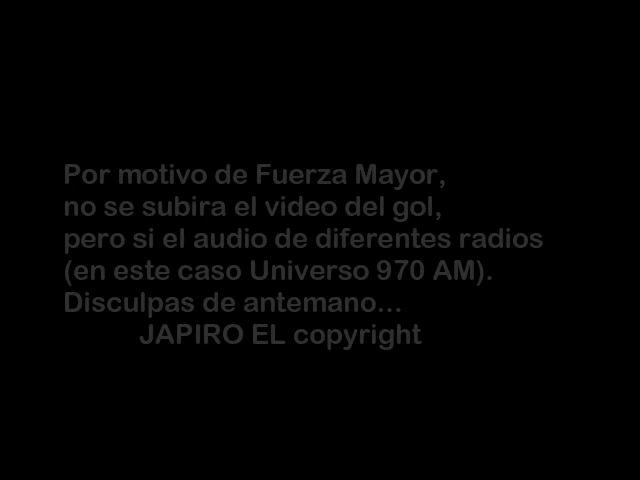 Por motivo de Fuerza Mayor,
no se subira el video del gol,
pero si el audio de diferentes radios
(en este caso Universo 970 AM).
Disculpas de antemano...
JAPIRO EL copyright